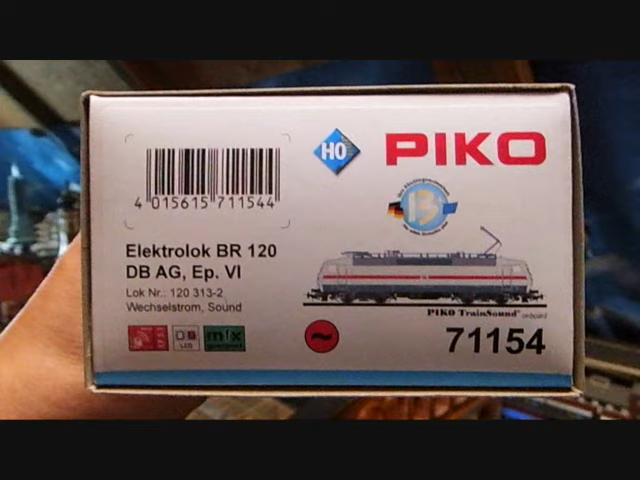 H0
PIKO
4 015615 711544
Elektrolok BR 120
DB AG, Ep. VI
Lok Nr.: 120 313-2
Wechselstrom, Sound
LED
PIKO TrainSound onboard
71154